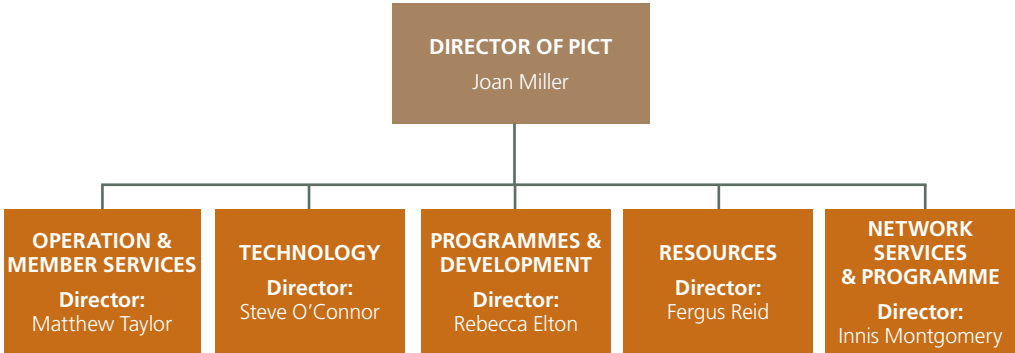 DIRECTOR OF PICT
Joan Miller
OPERATION &
MEMBER SERVICES
Director:
Matthew Taylor
TECHNOLOGY
Director:
Steve O’Connor
PROGRAMMES &
DEVELOPMENT
Director:
Rebecca Elton
RESOURCES
Director:
Fergus Reid
NETWORK
SERVICES
& PROGRAMME
Director:
Innis Montgomery